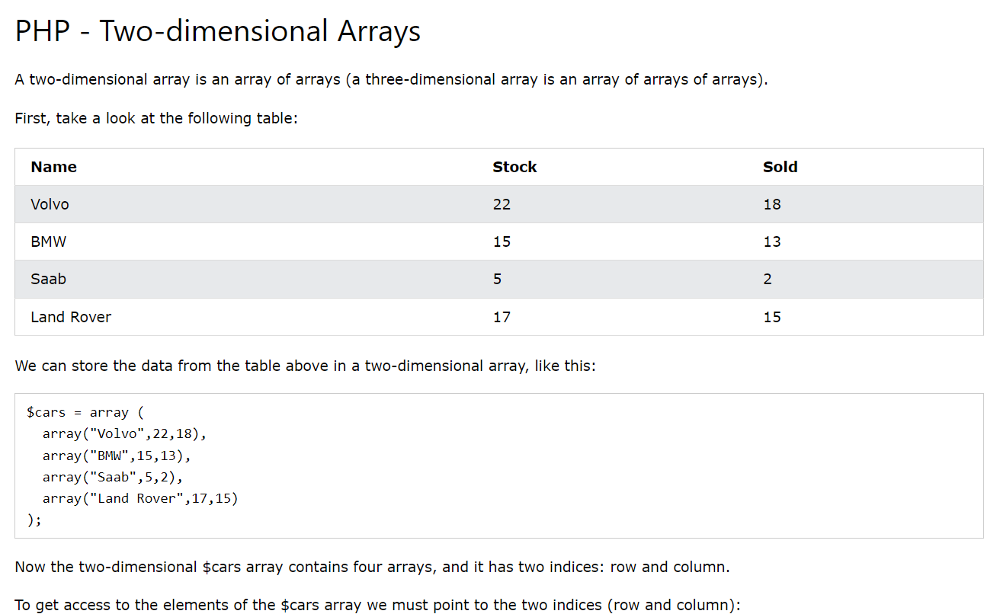 PHP - Two-dimensional Arrays
A two-dimensional array is an array of arrays (a three-dimensional array is an array of arrays of arrays).
First, take a look at the following table:
Name Stock Sold
Volvo 22 18
BMW 15 13
Saab 5 2
Land Rover 17 15
We can store the data from the table above in a two-dimensional array, like this:
$cars = array (
  array("Volvo",22,18),
  array("BMW",15,13),
  array("Saab",5,2),
  array("Land Rover",17,15)
);
Now the two-dimensional $cars array contains four arrays, and it has two indices: row and column.
To get access to the elements of the $cars array we must point to the two indices (row and column):